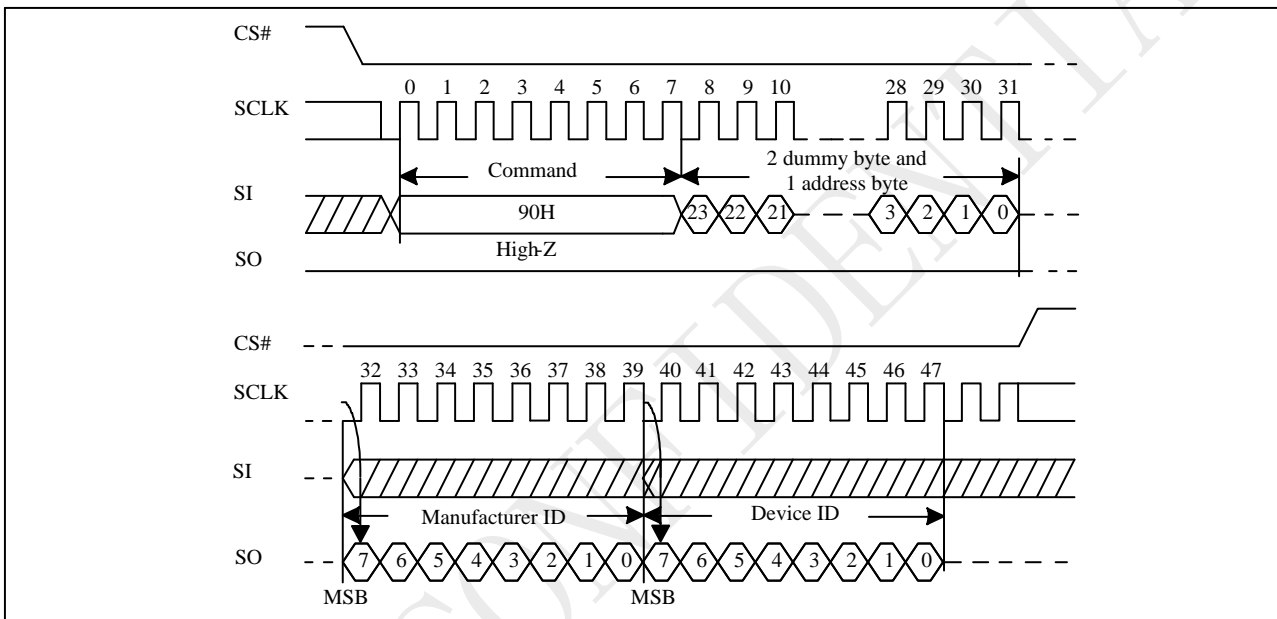 CS#
0 1 2 3 4 5 6 7 8 9 10 28 29 30 31
SCLK
Command
2 dummy byte and
1 address byte
SI
90H
23 22 21 3 2 1 0
High-Z
SO
CS#
32 33 34 35 36 37 38 39 40 41 42 43 44 45 46 47
SCLK
SI
Manufacturer ID
Device ID
SO
7 6 5 4 3 2 1 0 7 6 5 4 3 2 1 0
MSB
MSB
CONFIDENTIA